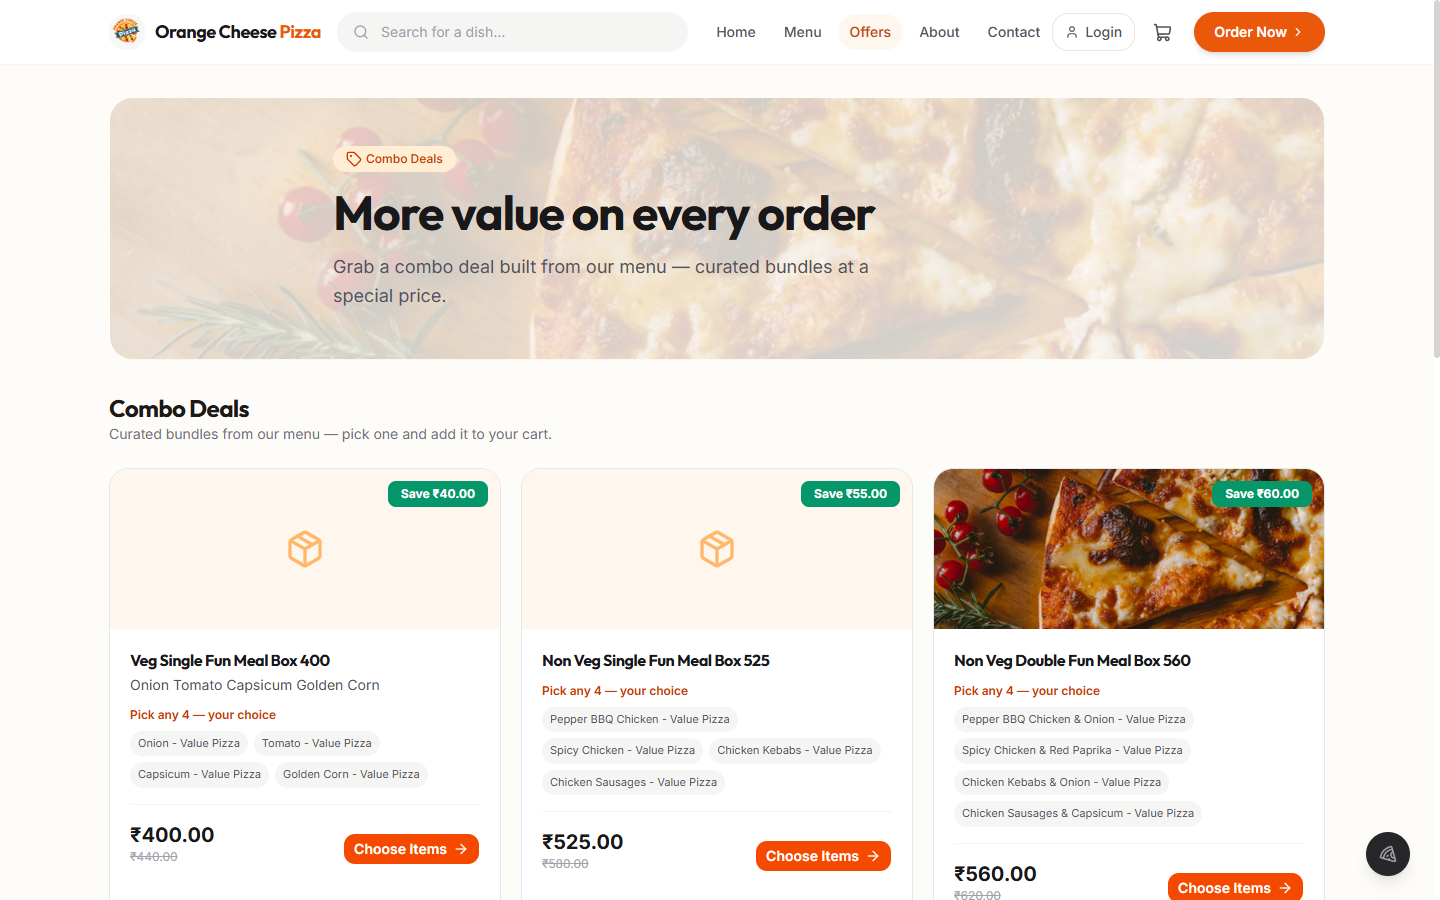 Orange Cheese Pizza
Search for a dish...
Home
Menu
Offers
About
Contact
Login
Order Now
Combo Deals
More value on every order
Grab a combo deal built from our menu — curated bundles at a
special price.
Combo Deals
Curated bundles from our menu — pick one and add it to your cart.
Save ₹40.00
Veg Single Fun Meal Box 400
Onion Tomato Capsicum Golden Corn
Pick any 4 — your choice
Onion - Value Pizza
Tomato - Value Pizza
Capsicum - Value Pizza
Golden Corn - Value Pizza
₹400.00
₹440.00
Choose Items
Save ₹55.00
Non Veg Single Fun Meal Box 525
Pick any 4 — your choice
Pepper BBQ Chicken - Value Pizza
Spicy Chicken - Value Pizza
Chicken Kebabs - Value Pizza
Chicken Sausages - Value Pizza
₹525.00
₹580.00
Choose Items
Save ₹60.00
Non Veg Double Fun Meal Box 560
Pick any 4 — your choice
Pepper BBQ Chicken & Onion - Value Pizza
Spicy Chicken & Red Paprika - Value Pizza
Chicken Kebabs & Onion - Value Pizza
Chicken Sausages & Capsicum - Value Pizza
₹560.00
₹620.00
Choose Items